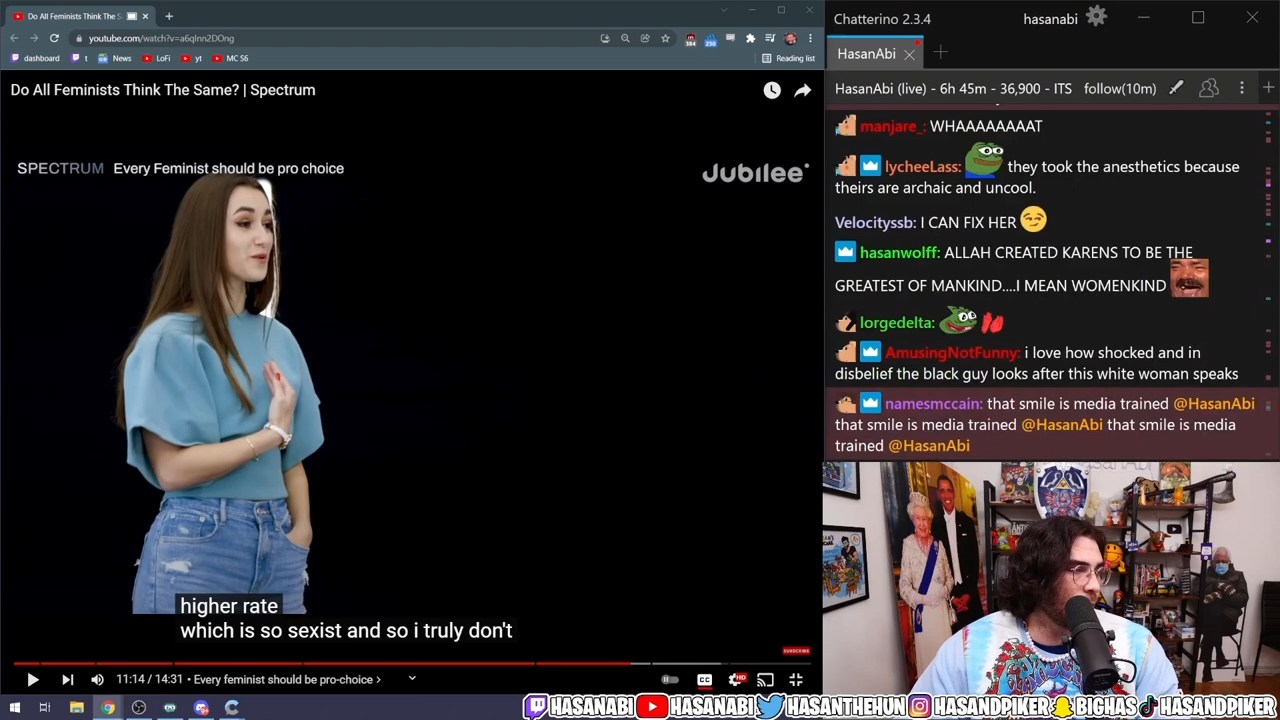 Do All Feminists Think The S
youtube.com/watch?v=a6qlnn2DOng
384
230
dashboard
t
News
LoFi
yt
MC S6
Reading list
Do All Feminists Think The Same? | Spectrum
SPECTRUM Every Feminist should be pro choice
Jubilee
higher rate
which is so sexist and so i truly don't
SUBSCRIBE
11:14 / 14:31 • Every feminist should be pro-choice >
CC
HD
Chatterino 2.3.4
hasanabi
HasanAbi
HasanAbi (live) - 6h 45m - 36,900 - ITS
follow(10m)
manjare_: WHAAAAAAAT
lycheeLass: they took the anesthetics because
theirs are archaic and uncool.
Velocityssb: I CAN FIX HER
hasanwolff: ALLAH CREATED KARENS TO BE THE
GREATEST OF MANKIND....I MEAN WOMENKIND
lorgedelta:
AmusingNotFunny: i love how shocked and in
disbelief the black guy looks after this white woman speaks
namesmccain: that smile is media trained @HasanAbi
that smile is media trained @HasanAbi that smile is media
trained @HasanAbi
HASANABI HASANABI HASANTHEHUN HASANDPIKER BIGHAS HASANDPIKER